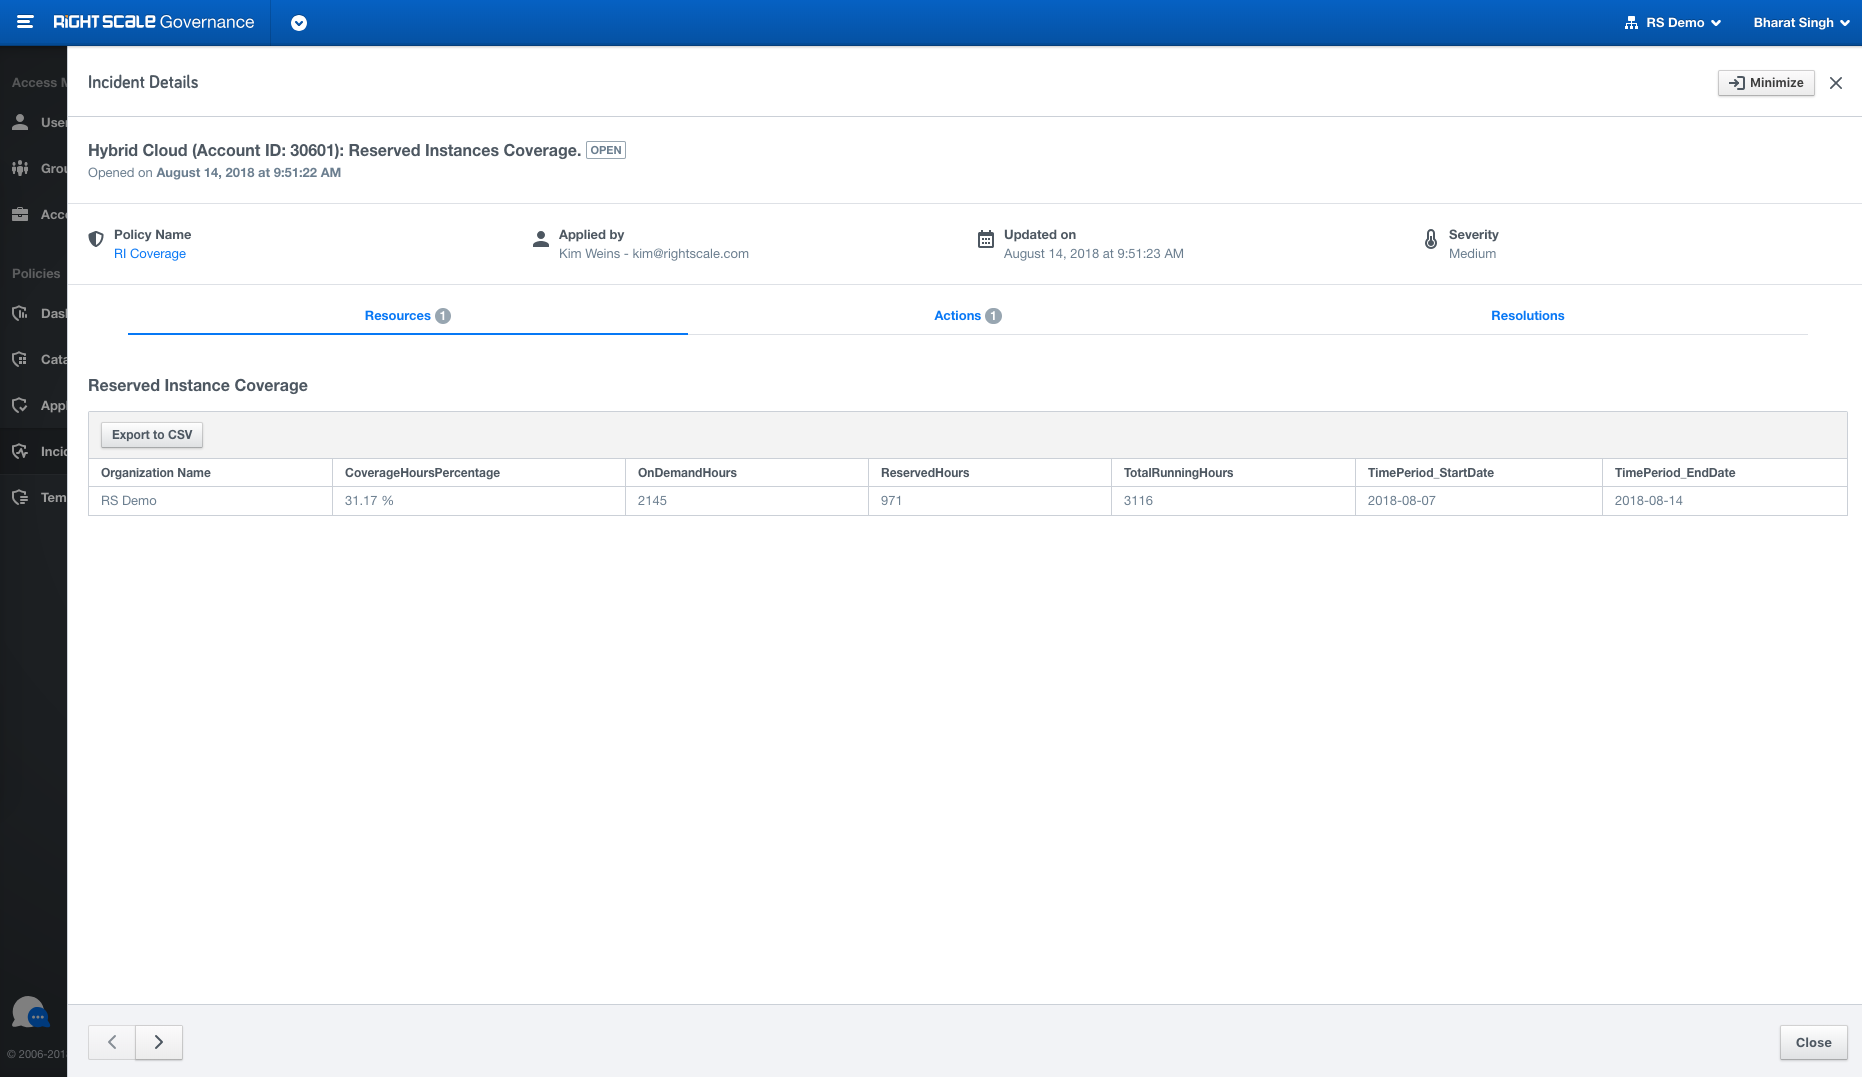 RIGHTSCALE Governance
RS Demo
Bharat Singh
Access M
User
Grou
Acco
Policies
Dash
Cata
Appl
Incid
Tem
© 2006-201
Incident Details
Minimize
Hybrid Cloud (Account ID: 30601): Reserved Instances Coverage. OPEN
Opened on August 14, 2018 at 9:51:22 AM
Policy Name
RI Coverage
Applied by
Kim Weins - kim@rightscale.com
Updated on
August 14, 2018 at 9:51:23 AM
Severity
Medium
Resources 1
Actions 1
Resolutions
Reserved Instance Coverage
Export to CSV
Organization Name CoverageHoursPercentage OnDemandHours ReservedHours TotalRunningHours TimePeriod_StartDate TimePeriod_EndDate
RS Demo 31.17 % 2145 971 3116 2018-08-07 2018-08-14
Close